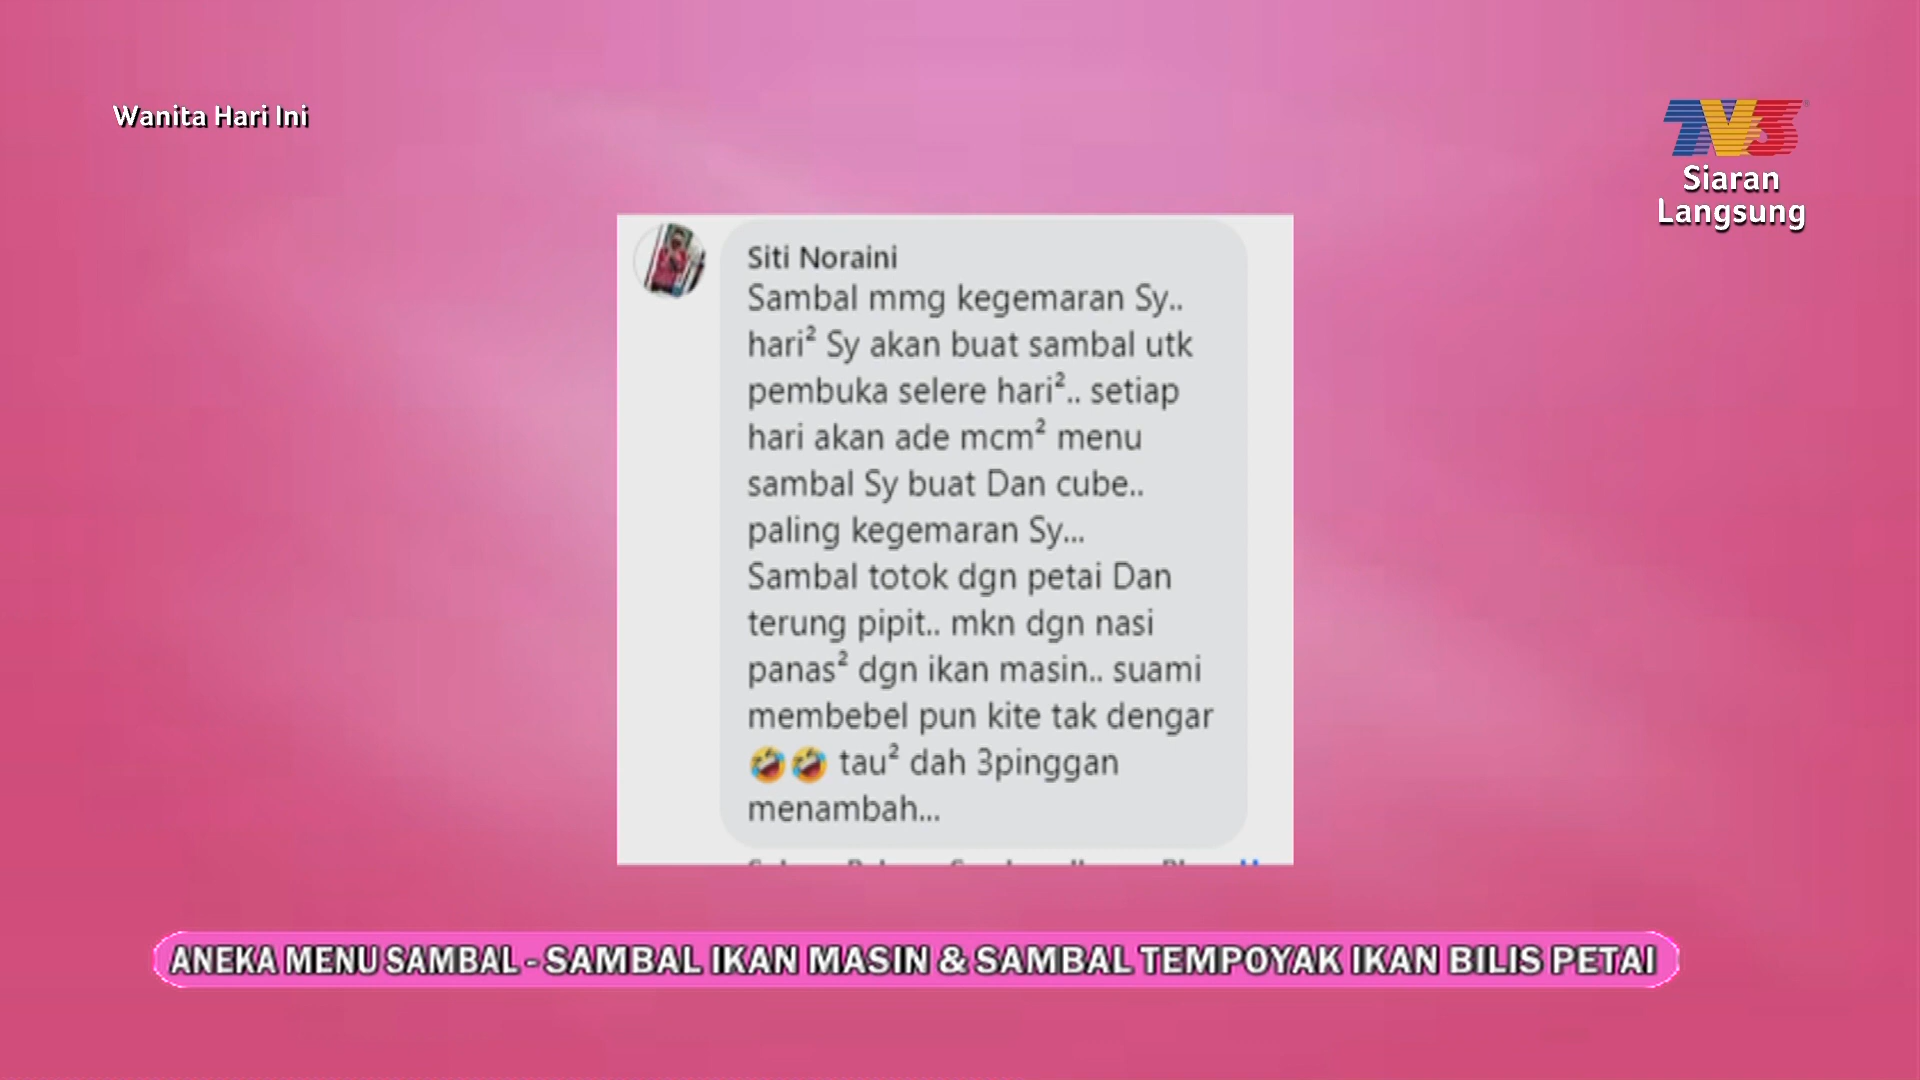 Wanita Hari Ini
TV3
Siaran
Langsung
Siti Noraini
Sambal mmg kegemaran Sy..
hari² Sy akan buat sambal utk
pembuka selere hari².. setiap
hari akan ade mcm² menu
sambal Sy buat Dan cube..
paling kegemaran Sy...
Sambal totok dgn petai Dan
terung pipit.. mkn dgn nasi
panas² dgn ikan masin.. suami
membebel pun kite tak dengar
🤣🤣 tau² dah 3pinggan
menambah...
ANEKA MENU SAMBAL - SAMBAL IKAN MASIN & SAMBAL TEMPOYAK IKAN BILIS PETAI